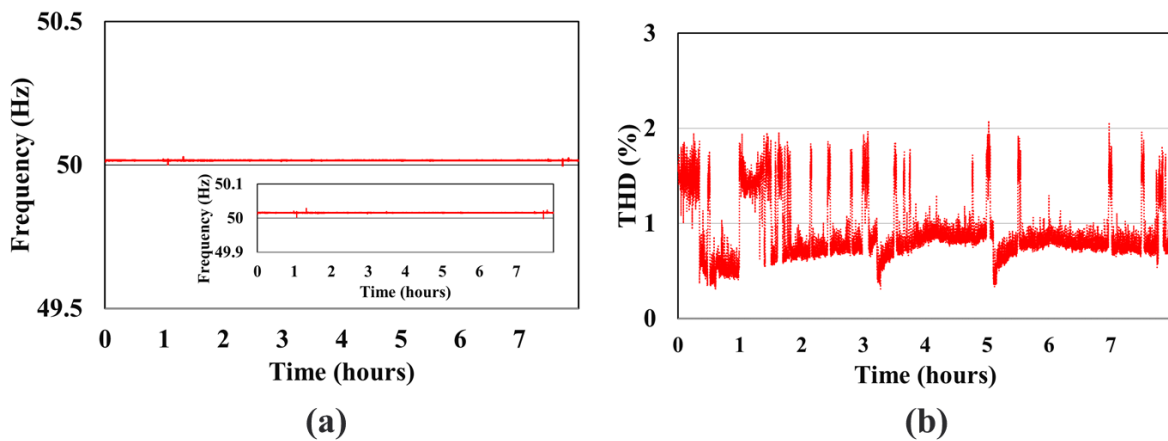 50.5
50
49.5
Frequency (Hz)
0 1 2 3 4 5 6 7
Time (hours)
50.1
50
49.9
Frequency (Hz)
0 1 2 3 4 5 6 7
Time (hours)
(a)
3
2
1
0
THD (%)
0 1 2 3 4 5 6 7
Time (hours)
(b)